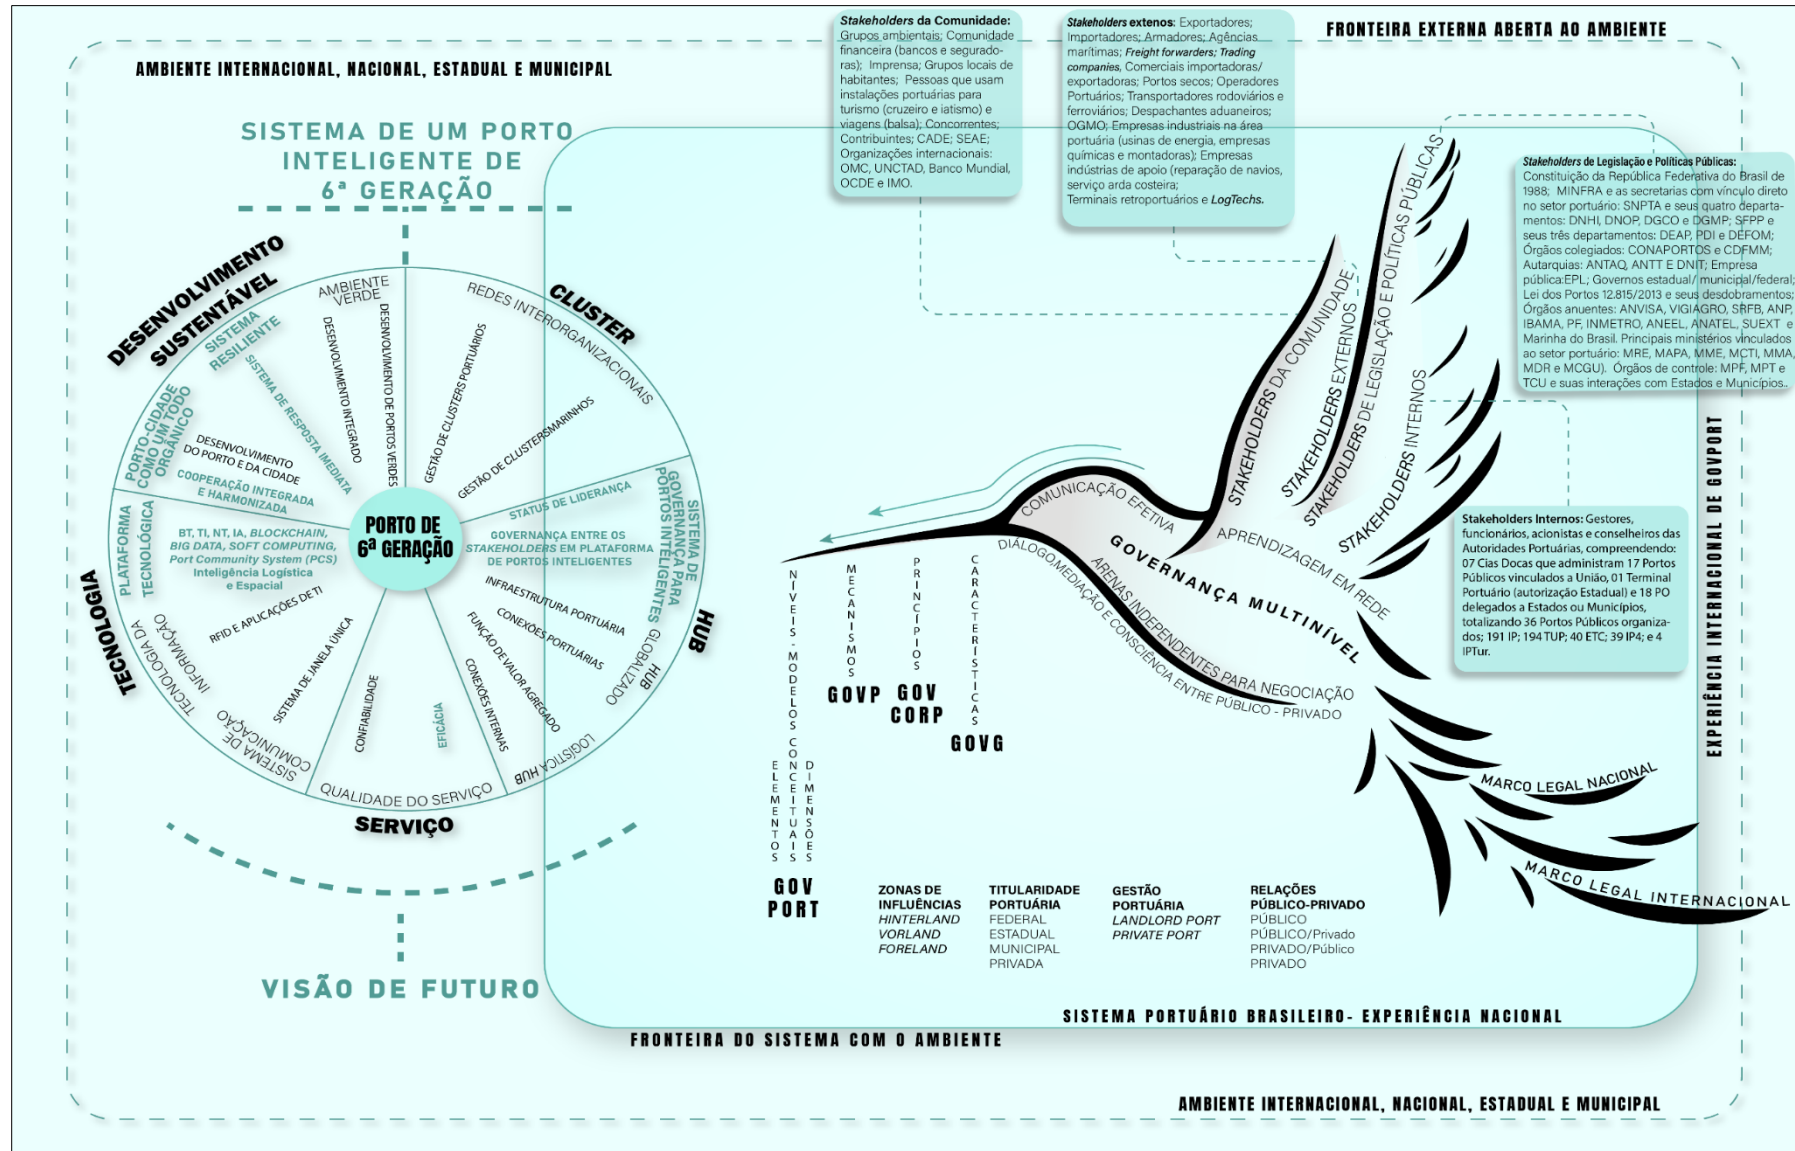 FRONTEIRA EXTERNA ABERTA AO AMBIENTE
AMBIENTE INTERNACIONAL, NACIONAL, ESTADUAL E MUNICIPAL
Stakeholders da Comunidade:
Grupos ambientais; Comunidade
financeira (bancos e segurado-
ras); Imprensa; Grupos locais de
habitantes; Pessoas que usam
instalações portuárias para
turismo (cruzeiro e iatismo) e
viagens (balsa); Concorrentes;
Contribuintes; CADE; SEAE;
Organizações internacionais:
OMC, UNCTAD, Banco Mundial,
OCDE e IMO.
Stakeholders extenos: Exportadores;
Importadores; Armadores; Agências
marítimas; Freight forwarders; Trading
companies, Comerciais importadoras/
exportadoras; Portos secos; Operadores
Portuários; Transportadores rodoviários e
ferroviários; Despachantes aduaneiros;
OGMO; Empresas industriais na área
portuária (usinas de energia, empresas
químicas e montadoras); Empresas
indústrias de apoio (reparação de navios,
serviço arda costeira;
Terminais retroportuários e LogTechs.
Stakeholders de Legislação e Políticas Públicas:
Constituição da República Federativa do Brasil de
1988; MINFRA e as secretarias com vínculo direto
no setor portuário: SNPTA e seus quatro departa-
mentos: DNHI, DNOP, DGCO e DGMP; SFPP e
seus três departamentos: DEAP, PDI e DEFOM;
Órgãos colegiados: CONAPORTOS e CDFMM;
Autarquias: ANTAQ, ANTT E DNIT; Empresa
pública:EPL; Governos estadual/ municipal/federal;
Lei dos Portos 12.815/2013 e seus desdobramentos;
Órgãos anuentes: ANVISA, VIGIAGRO, SRFB, ANP,
IBAMA, PF, INMETRO, ANEEL, ANATEL, SUEXT e
Marinha do Brasil. Principais ministérios vinculados
ao setor portuário: MRE, MAPA, MME, MCTI, MMA,
MDR e MCGU). Órgãos de controle: MPF, MPT e
TCU e suas interações com Estados e Municípios..
Stakeholders Internos: Gestores,
funcionários, acionistas e conselheiros das
Autoridades Portuárias, compreendendo:
07 Cias Docas que administram 17 Portos
Públicos vinculados a União, 01 Terminal
Portuário (autorização Estadual) e 18 PO
delegados a Estados ou Municípios,
totalizando 36 Portos Públicos organiza-
dos; 191 IP; 194 TUP; 40 ETC; 39 IP4; e 4
IPTur.
SISTEMA DE UM PORTO
INTELIGENTE DE
6ª GERAÇÃO
DESENVOLVIMENTO
SUSTENTÁVEL
CLUSTER
HUB
SERVIÇO
TECNOLOGIA
AMBIENTE
VERDE
SISTEMA
RESILIENTE
PORTO-CIDADE
COMO UM TODO
ORGÂNICO
PLATAFORMA
TECNOLÓGICA
TECNOLOGIA DA
INFORMAÇÃO
SISTEMA DE
COMUNICAÇÃO
QUALIDADE DO SERVIÇO
LOGÍSTICA HUB
HUB
GLOBALIZADO
SISTEMA DE
GOVERNANÇA PARA
PORTOS INTELIGENTES
REDES INTERORGANIZACIONAIS
DESENVOLVIMENTO DE PORTOS VERDES
DESENVOLVIMENTO INTEGRADO
SISTEMA DE RESPOSTA IMEDIATA
DESENVOLVIMENTO
DO PORTO E DA CIDADE
COOPERAÇÃO INTEGRADA
E HARMONIZADA
BT, TI, NT, IA, BLOCKCHAIN,
BIG DATA, SOFT COMPUTING,
Port Community System (PCS)
Inteligência Logística
e Espacial
RFID E APLICAÇÕES DE TI
SISTEMA DE JANELA ÚNICA
CONFIABILIDADE
EFICÁCIA
CONEXÕES INTERNAS
FUNÇÃO DE VALOR AGREGADO
CONEXÕES PORTUÁRIAS
INFRAESTRUTURA PORTUÁRIA
GOVERNANÇA ENTRE OS
STAKEHOLDERS EM PLATAFORMA
DE PORTOS INTELIGENTES
STATUS DE LIDERANÇA
GESTÃO DE CLUSTERSMARINHOS
GESTÃO DE CLUSTERS PORTUÁRIOS
PORTO DE
6ª GERAÇÃO
VISÃO DE FUTURO
STAKEHOLDERS DA COMUNIDADE
STAKEHOLDERS EXTERNOS
STAKEHOLDERS DE LEGISLAÇÃO E POLÍTICAS PÚBLICAS
STAKEHOLDERS INTERNOS
COMUNICAÇÃO EFETIVA
APRENDIZAGEM EM REDE
GOVERNANÇA MULTINÍVEL
ARENAS INDEPENDENTES PARA NEGOCIAÇÃO
DIÁLOGO,MEDIAÇÃO E CONSCIÊNCIA ENTRE PÚBLICO - PRIVADO
MARCO LEGAL NACIONAL
MARCO LEGAL INTERNACIONAL
NÍVEIS-MODELOS CONCEITUAIS
ELEMENTOS
DIMENSÕES
GOV
PORT
MECANISMOS
GOVP
PRINCÍPIOS
GOV
CORP
CARACTERÍSTICAS
GOVG
ZONAS DE
INFLUÊNCIAS
HINTERLAND
VORLAND
FORELAND
TITULARIDADE
PORTUÁRIA
FEDERAL
ESTADUAL
MUNICIPAL
PRIVADA
GESTÃO
PORTUÁRIA
LANDLORD PORT
PRIVATE PORT
RELAÇÕES
PÚBLICO-PRIVADO
PÚBLICO
PÚBLICO/Privado
PRIVADO/Público
PRIVADO
EXPERIÊNCIA INTERNACIONAL DE GOVPORT
SISTEMA PORTUÁRIO BRASILEIRO- EXPERIÊNCIA NACIONAL
FRONTEIRA DO SISTEMA COM O AMBIENTE
AMBIENTE INTERNACIONAL, NACIONAL, ESTADUAL E MUNICIPAL